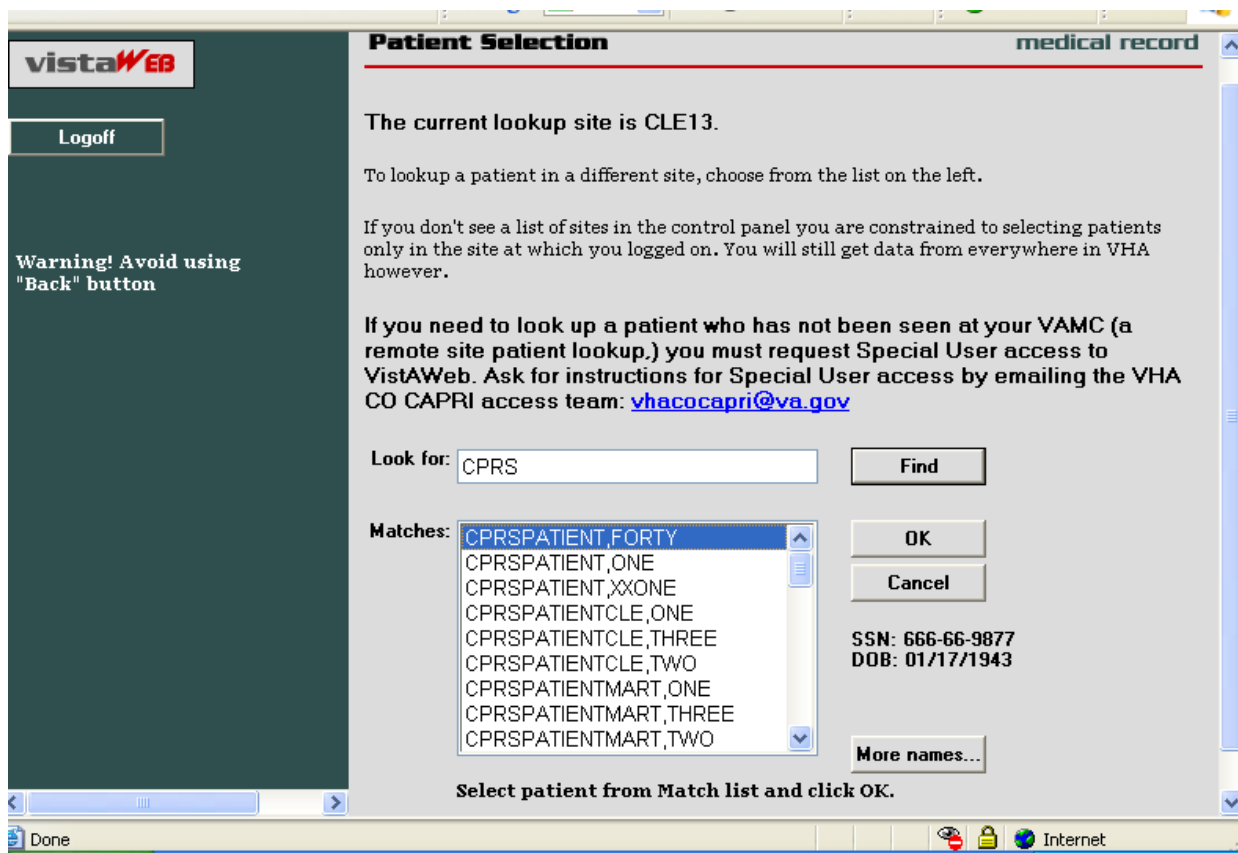 Patient Selection
medical record
vistaWEB
Logoff
Warning! Avoid using
"Back" button
The current lookup site is CLE13.
To lookup a patient in a different site, choose from the list on the left.
If you don't see a list of sites in the control panel you are constrained to selecting patients
only in the site at which you logged on. You will still get data from everywhere in VHA
however.
If you need to look up a patient who has not been seen at your VAMC (a
remote site patient lookup,) you must request Special User access to
VistAWeb. Ask for instructions for Special User access by emailing the VHA
CO CAPRI access team: vhacocapri@va.gov
Look for:
CPRS
Find
Matches:
CPRSPATIENT,FORTY
CPRSPATIENT,ONE
CPRSPATIENT,XXONE
CPRSPATIENTCLE,ONE
CPRSPATIENTCLE,THREE
CPRSPATIENTCLE,TWO
CPRSPATIENTMART,ONE
CPRSPATIENTMART,THREE
CPRSPATIENTMART,TWO
OK
Cancel
SSN: 666-66-9877
DOB: 01/17/1943
More names...
Select patient from Match list and click OK.
Done
Internet